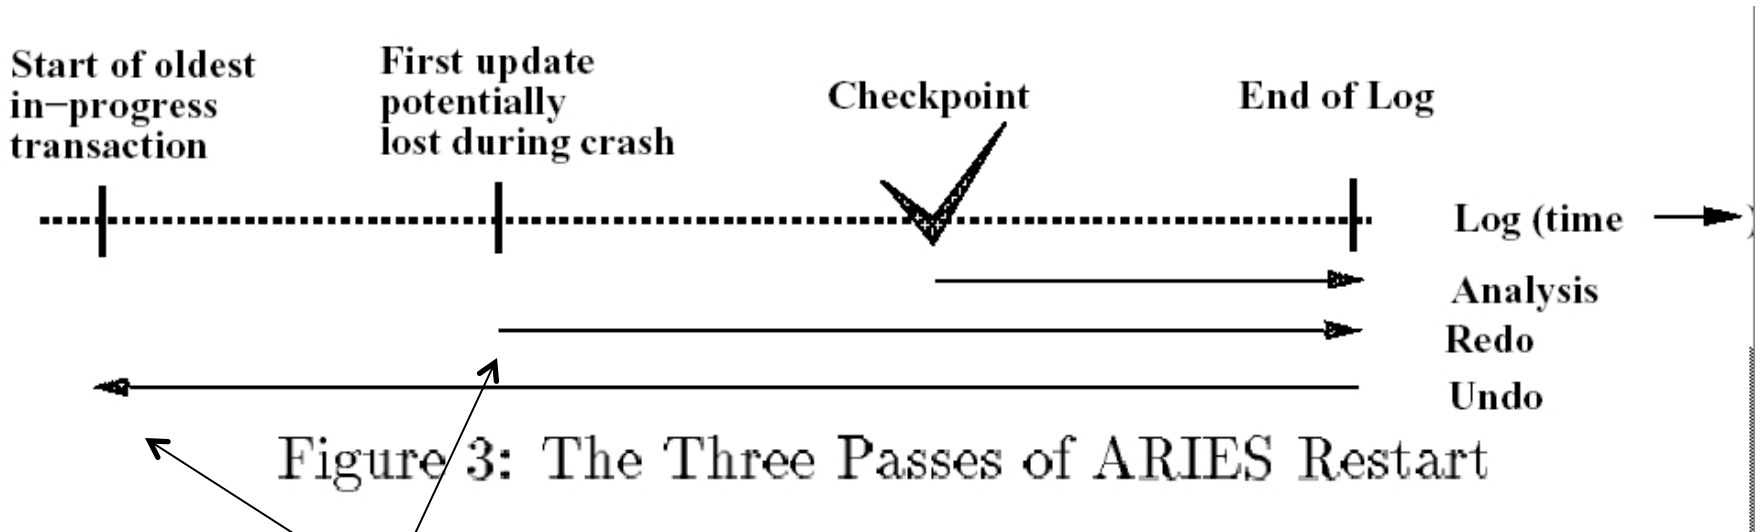 Start of oldest
in−progress
transaction
First update
potentially
lost during crash
Checkpoint
End of Log
Log (time )
Analysis
Redo
Undo
Figure 3: The Three Passes of ARIES Restart